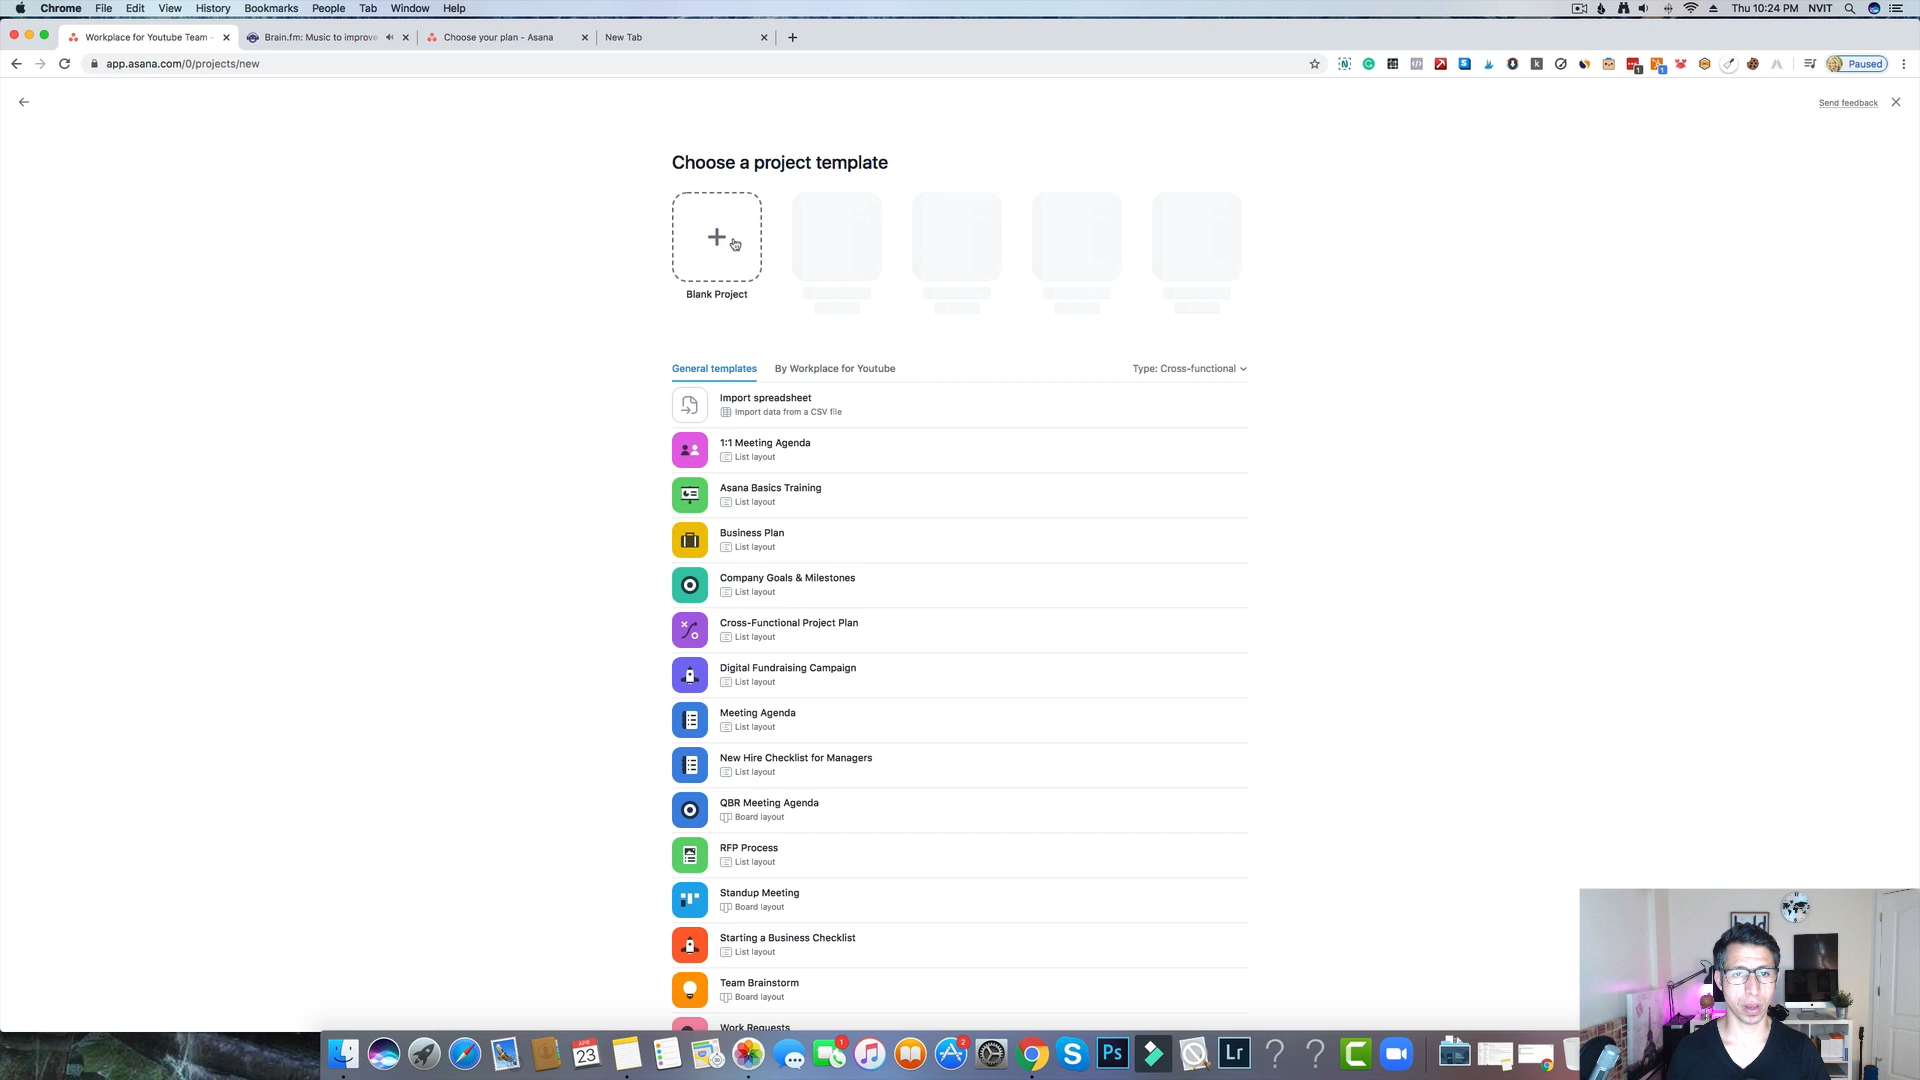 Chrome File Edit View History Bookmarks People Tab Window Help
Thu 10:24 PM NVIT
Workplace for Youtube Team -
Brain.fm: Music to improve
Choose your plan - Asana
New Tab
app.asana.com/0/projects/new
Paused
Send feedback
Choose a project template
Blank Project
General templates
By Workplace for Youtube
Type: Cross-functional
Import spreadsheet
Import data from a CSV file
1:1 Meeting Agenda
List layout
Asana Basics Training
List layout
Business Plan
List layout
Company Goals & Milestones
List layout
Cross-Functional Project Plan
List layout
Digital Fundraising Campaign
List layout
Meeting Agenda
List layout
New Hire Checklist for Managers
List layout
QBR Meeting Agenda
Board layout
RFP Process
List layout
Standup Meeting
Board layout
Starting a Business Checklist
List layout
Team Brainstorm
Board layout
Work Requests
APR
23
1
2
Ps
Lr